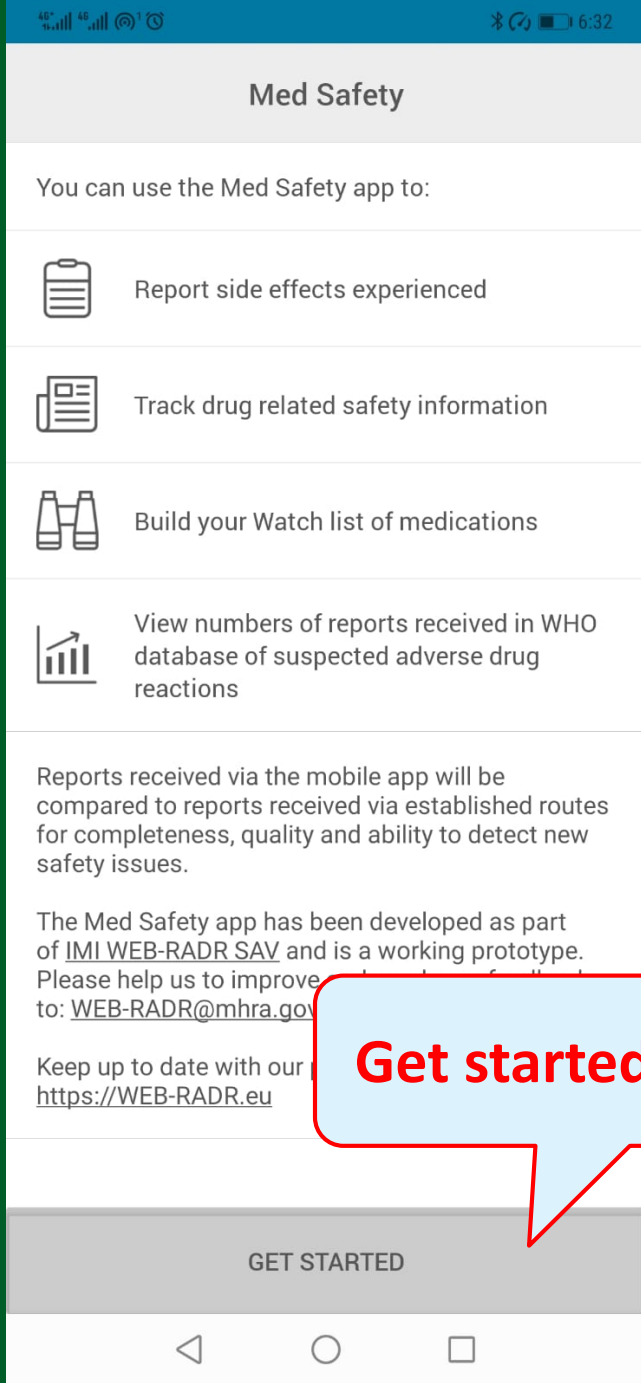 6:32
Med Safety
You can use the Med Safety app to:
Report side effects experienced
Track drug related safety information
Build your Watch list of medications
View numbers of reports received in WHO
database of suspected adverse drug
reactions
Reports received via the mobile app will be
compared to reports received via established routes
for completeness, quality and ability to detect new
safety issues.
The Med Safety app has been developed as part
of IMI WEB-RADR SAV and is a working prototype.
Please help us to improve
to: WEB-RADR@mhra.gov
Keep up to date with our
https://WEB-RADR.eu
Get started
GET STARTED